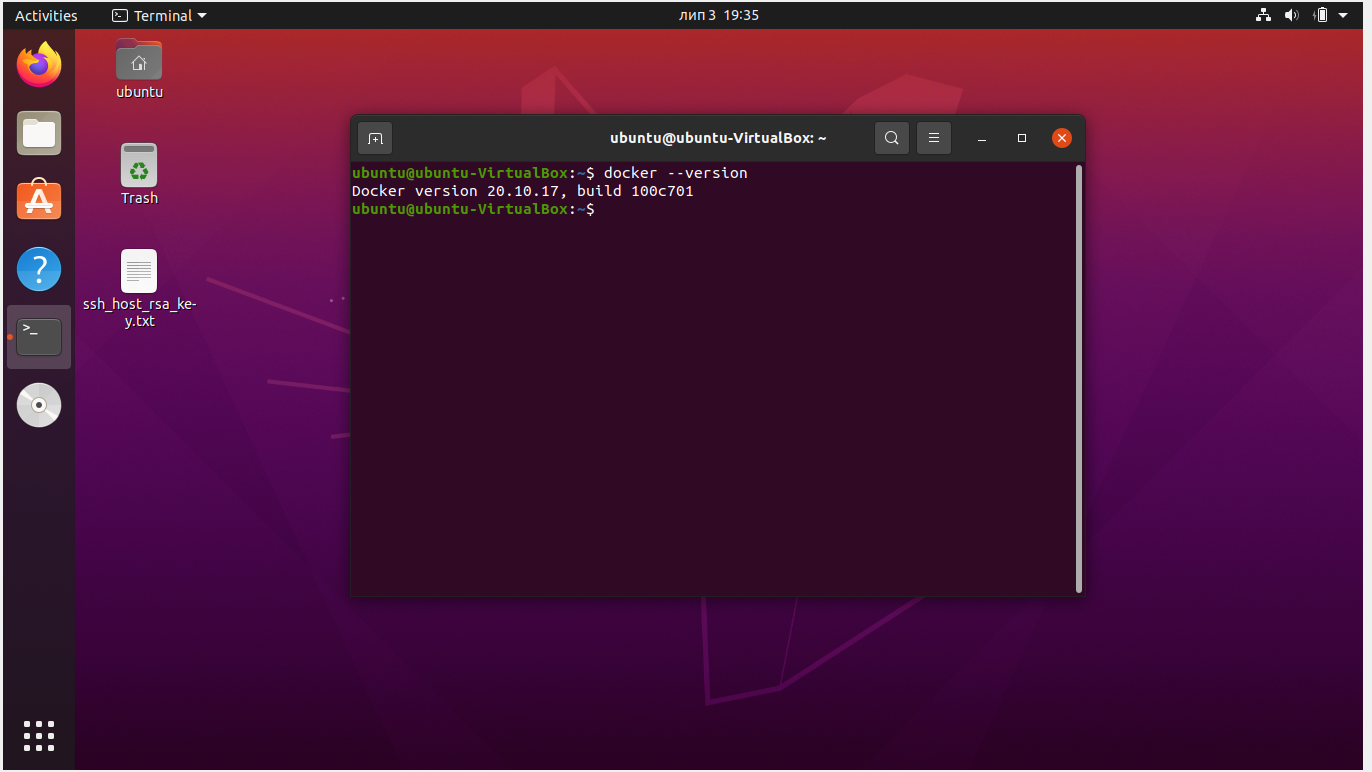 Activities
Terminal
лип 3 19:35
ubuntu
Trash
ssh_host_rsa_ke-
y.txt
ubuntu@ubuntu-VirtualBox: ~
ubuntu@ubuntu-VirtualBox:~$ docker --version
Docker version 20.10.17, build 100c701
ubuntu@ubuntu-VirtualBox:~$